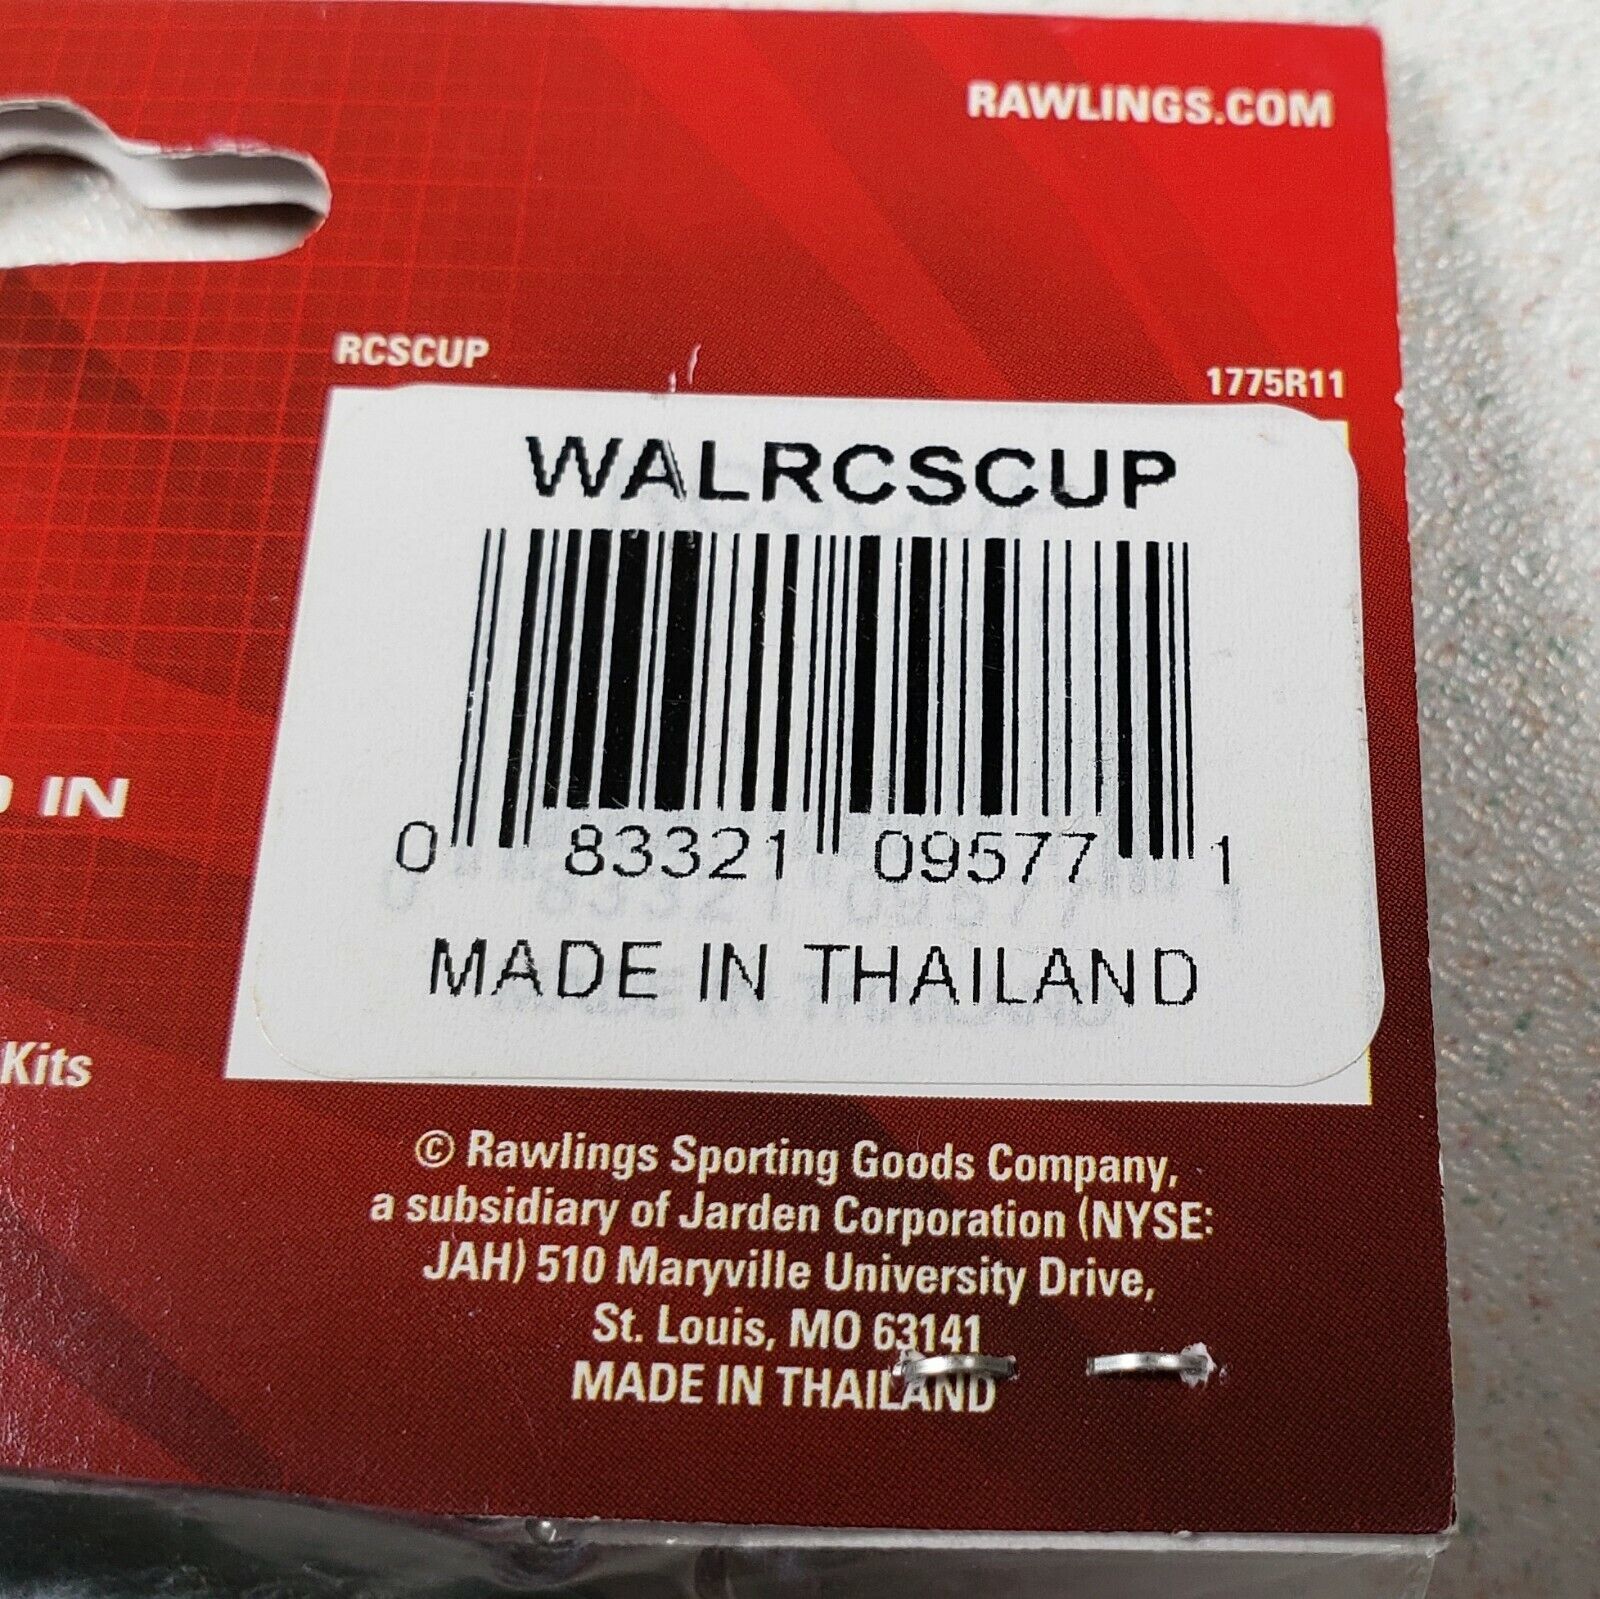 RAWLINGS.COM
RCSCUP
1775R11
WALRCSCUP
0 83321 09577 1
MADE IN THAILAND
IN
Kits
© Rawlings Sporting Goods Company,
a subsidiary of Jarden Corporation (NYSE:
JAH) 510 Maryville University Drive,
St. Louis, MO 63141
MADE IN THAILAND